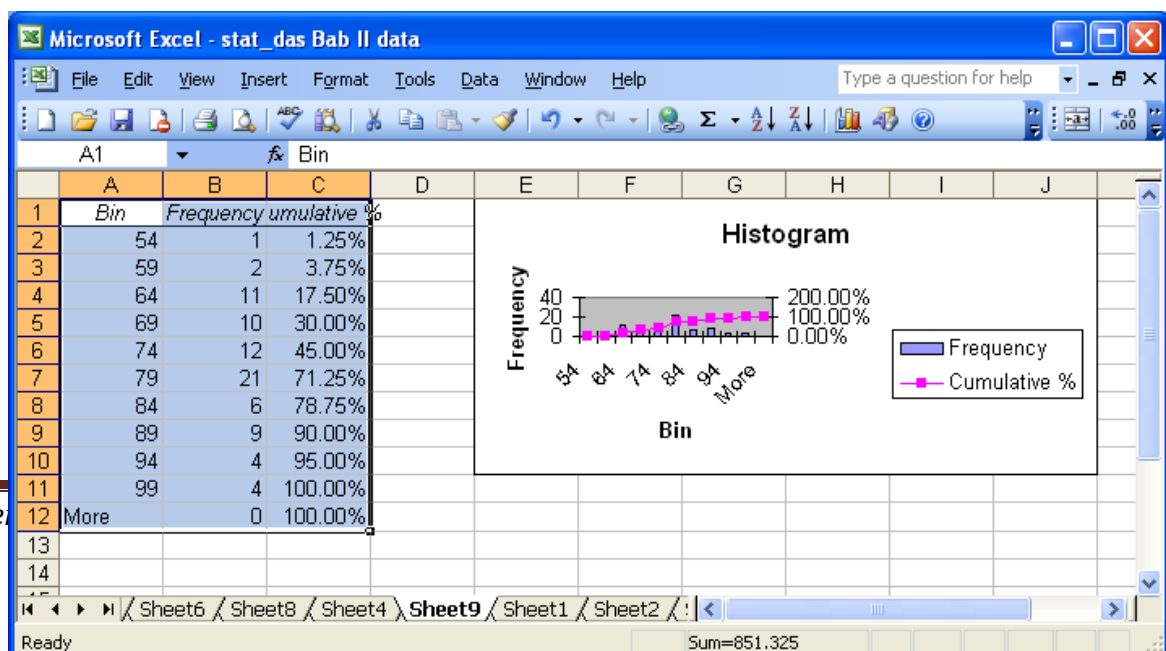 Microsoft Excel - stat_das Bab II data
File Edit View Insert Format Tools Data Window Help Type a question for help
A1 fx Bin
A B C D E F G H I J
1 Bin Frequency umulative %
2 54 1 1.25%
3 59 2 3.75%
4 64 11 17.50%
5 69 10 30.00%
6 74 12 45.00%
7 79 21 71.25%
8 84 6 78.75%
9 89 9 90.00%
10 94 4 95.00%
11 99 4 100.00%
12 More 0 100.00%
13
14
Histogram
Frequency
40
20
0
200.00%
100.00%
0.00%
54 64 74 84 94 More
Bin
Frequency
Cumulative %
Sheet6 Sheet8 Sheet4 Sheet9 Sheet1 Sheet2
Ready Sum=851.325